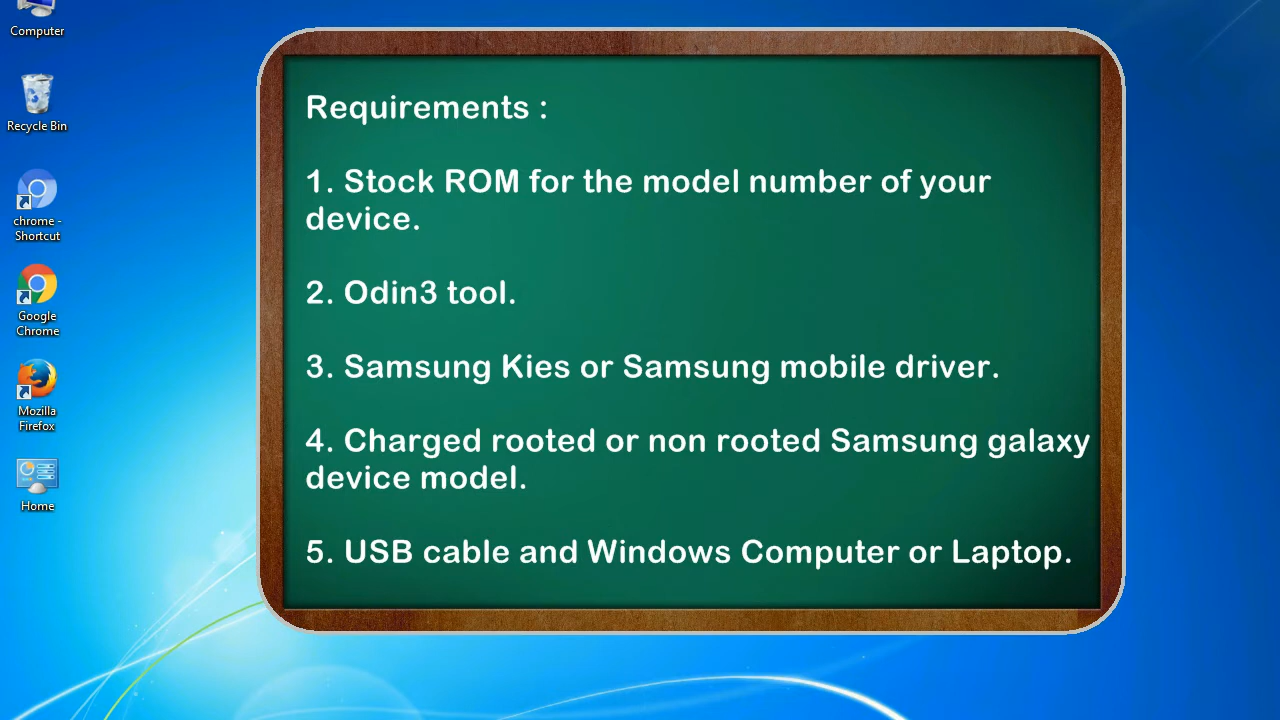 Computer
Recycle Bin
chrome -
Shortcut
Google
Chrome
Mozilla
Firefox
Home
Requirements :
1. Stock ROM for the model number of your
device.
2. Odin3 tool.
3. Samsung Kies or Samsung mobile driver.
4. Charged rooted or non rooted Samsung galaxy
device model.
5. USB cable and Windows Computer or Laptop.